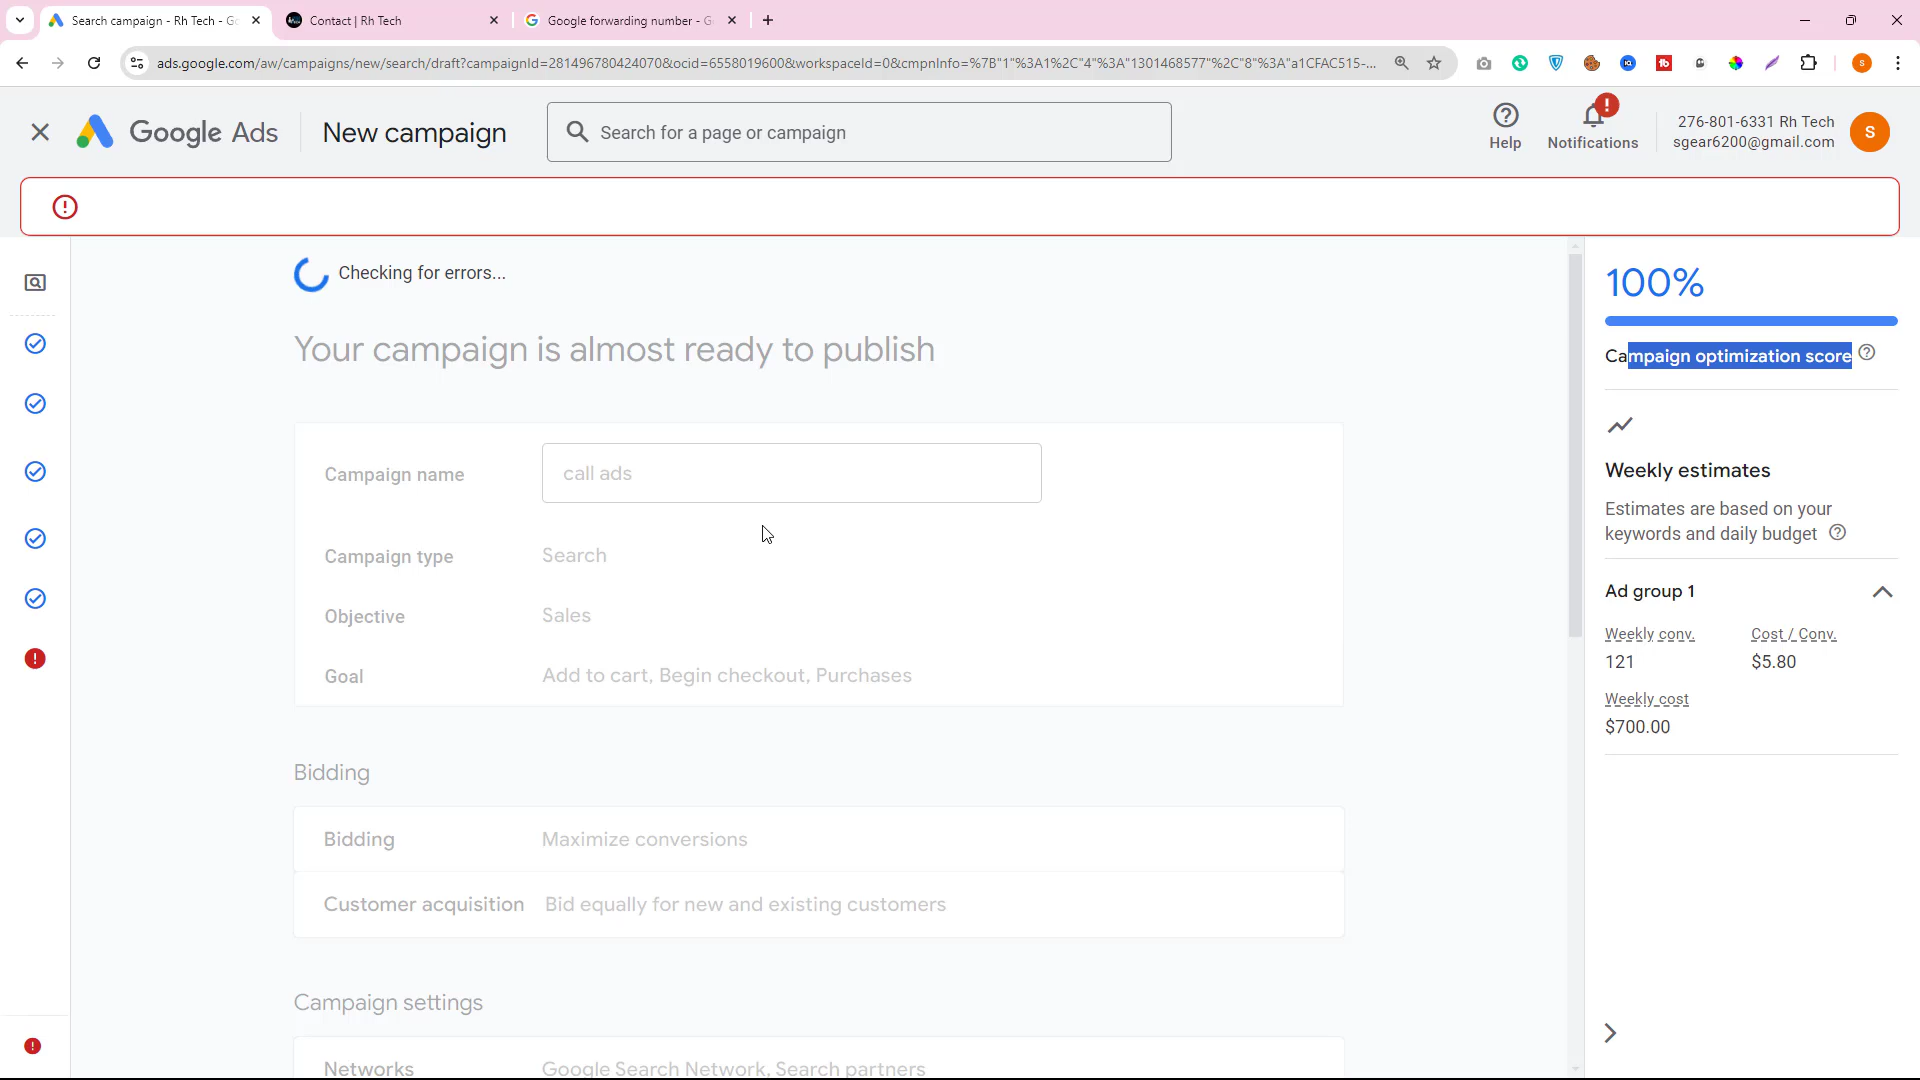 Search campaign - Rh Tech - Go
Contact | Rh Tech
Google forwarding number - G
ads.google.com/aw/campaigns/new/search/draft?campaignId=281496780424070&ocid=6558019600&workspaceId=0&cmpnInfo=%7B"1"%3A1%2C"4"%3A"1301468577"%2C"8"%3A"a1CFAC515-...
Google Ads
New campaign
Search for a page or campaign
Help
Notifications
276-801-6331 Rh Tech
sgear6200@gmail.com
S
Checking for errors...
Your campaign is almost ready to publish
Campaign name
call ads
Campaign type
Search
Objective
Sales
Goal
Add to cart, Begin checkout, Purchases
Bidding
Bidding
Maximize conversions
Customer acquisition
Bid equally for new and existing customers
Campaign settings
Networks
Google Search Network, Search partners
100%
Campaign optimization score
Weekly estimates
Estimates are based on your
keywords and daily budget
Ad group 1
Weekly conv.
Cost / Conv.
121
$5.80
Weekly cost
$700.00